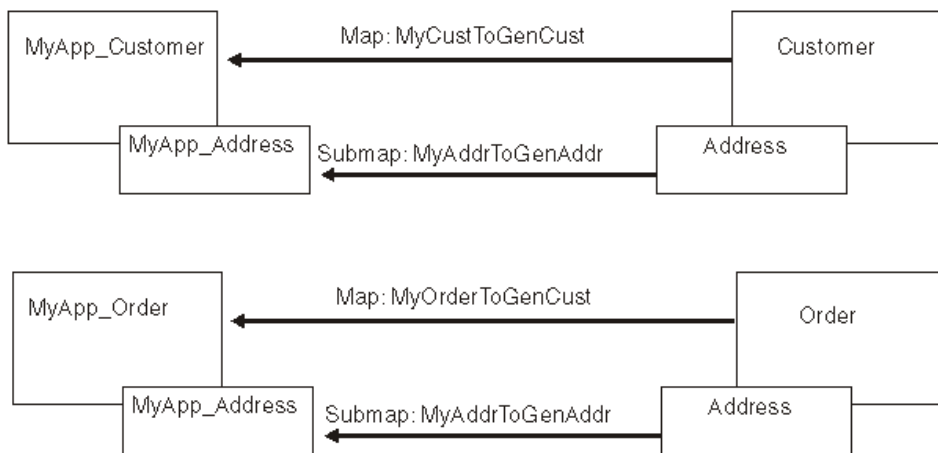 MyApp_Customer
Map: MyCustToGenCust
Customer
MyApp_Address
Submap: MyAddrToGenAddr
Address
MyApp_Order
Map: MyOrderToGenCust
Order
MyApp_Address
Submap: MyAddrToGenAddr
Address